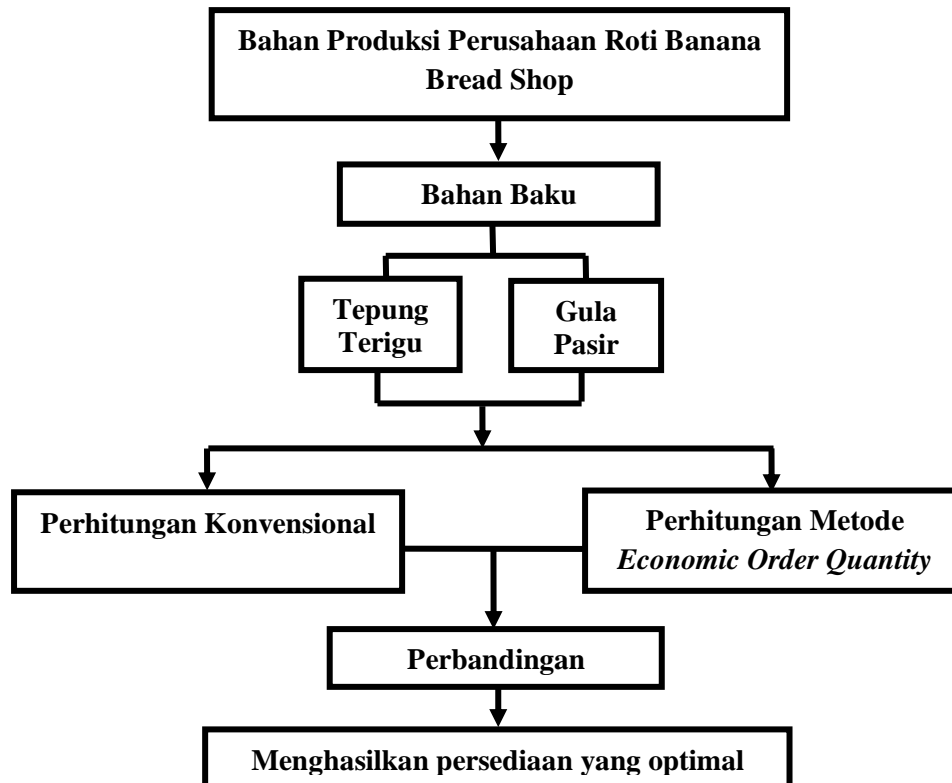 Bahan Produksi Perusahaan Roti Banana
Bread Shop
Bahan Baku
Tepung
Terigu
Gula
Pasir
Perhitungan Konvensional
Perhitungan Metode
Economic Order Quantity
Perbandingan
Menghasilkan persediaan yang optimal